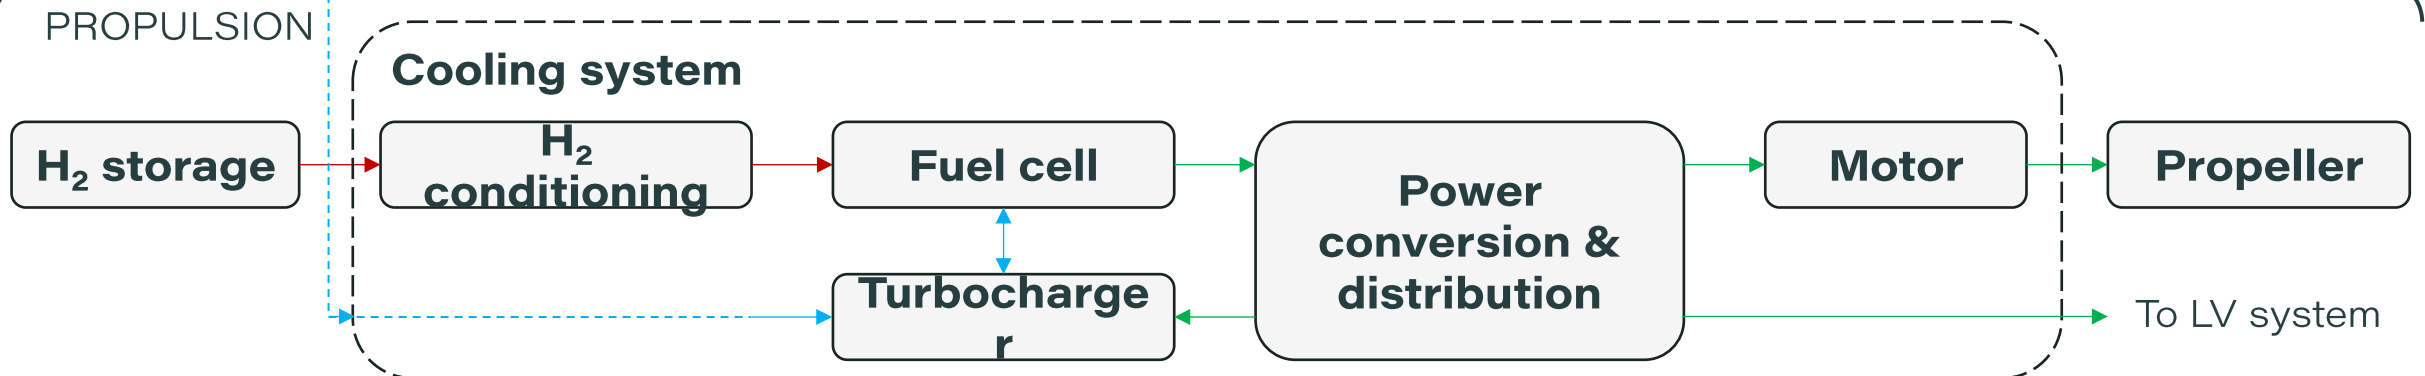 PROPULSION
Cooling system
H₂ storage
H₂
conditioning
Fuel cell
Power
conversion &
distribution
Motor
Propeller
Turbocharge
r
To LV system